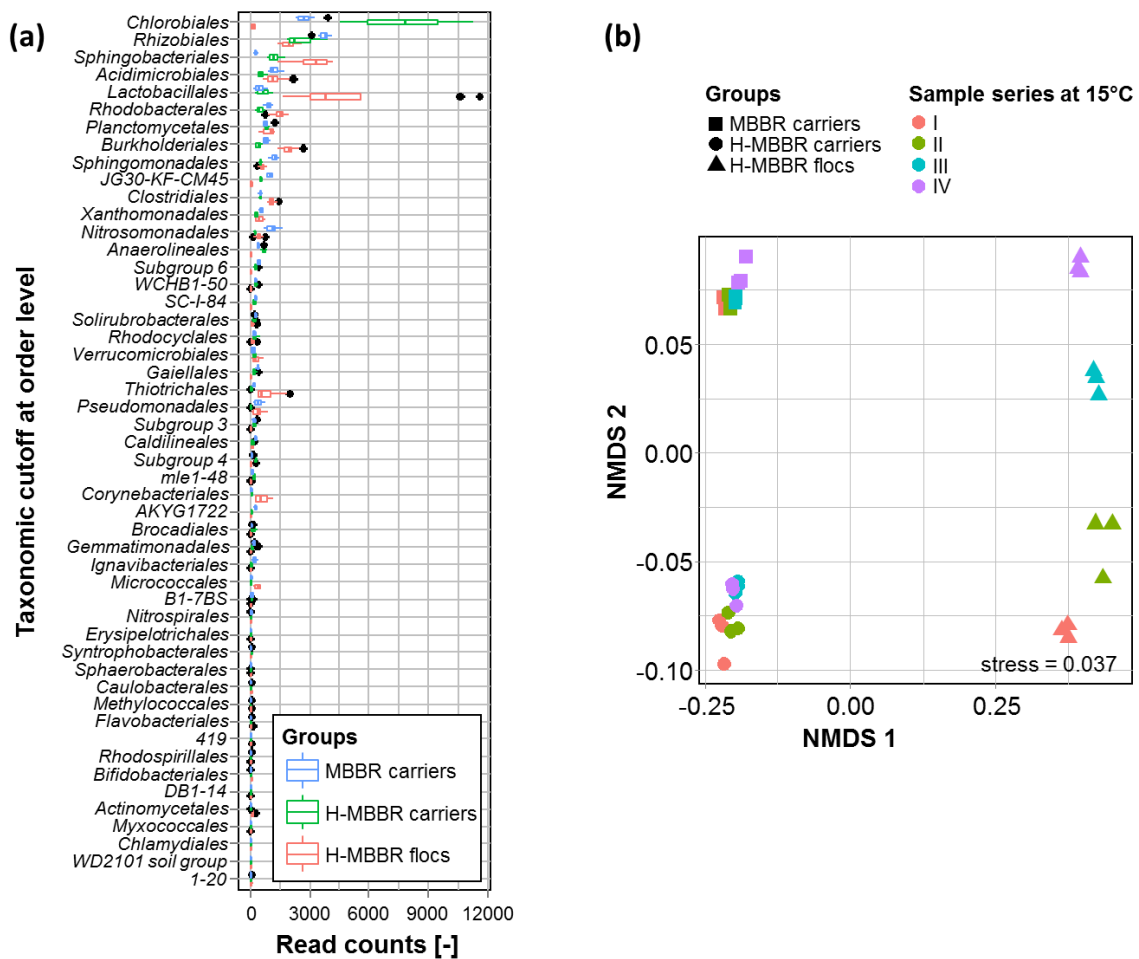 (a)
Taxonomic cutoff at order level
Chlorobiales
Rhizobiales
Sphingobacteriales
Acidimicrobiales
Lactobacillales
Rhodobacterales
Planctomycetales
Burkholderiales
Sphingomonadales
JG30-KF-CM45
Clostridiales
Xanthomonadales
Nitrosomonadales
Anaerolineales
Subgroup 6
WCHB1-50
SC-I-84
Solirubrobacterales
Rhodocyclales
Verrucomicrobiales
Gaiellales
Thiotrichales
Pseudomonadales
Subgroup 3
Caldilineales
Subgroup 4
mle1-48
Corynebacteriales
AKYG1722
Brocadiales
Gemmatimonadales
Ignavibacteriales
Micrococcales
B1-7BS
Nitrospirales
Erysipelotrichales
Syntrophobacterales
Sphaerobacterales
Caulobacterales
Methylococcales
Flavobacteriales
419
Rhodospirillales
Bifidobacteriales
DB1-14
Actinomycetales
Myxococcales
Chlamydiales
WD2101 soil group
1-20
Groups
MBBR carriers
H-MBBR carriers
H-MBBR flocs
0 3000 6000 9000 12000
Read counts [-]
(b)
Groups
MBBR carriers
H-MBBR carriers
H-MBBR flocs
Sample series at 15°C
I
II
III
IV
NMDS 2
0.05
0.00
-0.05
-0.10
stress = 0.037
-0.25 0.00 0.25
NMDS 1